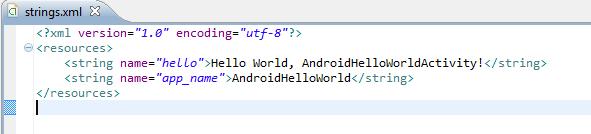 strings.xml
<?xml version="1.0" encoding="utf-8"?>
<resources>
    <string name="hello">Hello World, AndroidHelloWorldActivity!</string>
    <string name="app_name">AndroidHelloWorld</string>
</resources>